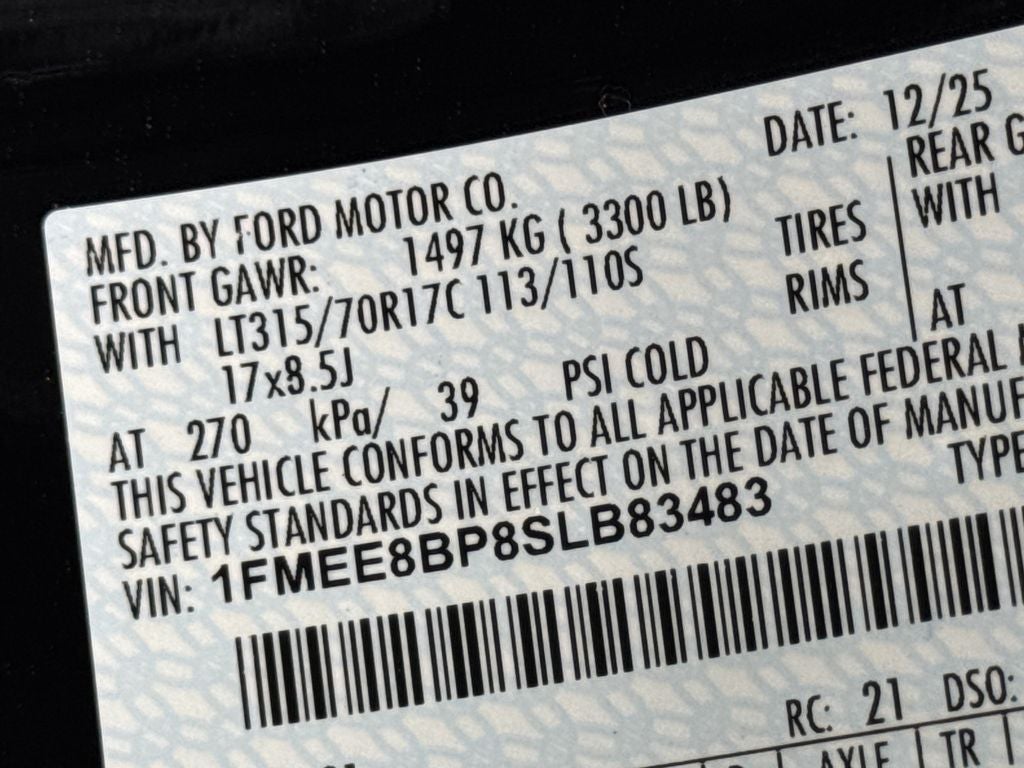 DATE: 12/25
MFD. BY FORD MOTOR CO.
FRONT GAWR: 1497 KG ( 3300 LB)
REAR
WITH LT315/70R17C 113/110S TIRES
WITH
17x8.5J RIMS
AT 270 kPa/ 39 PSI COLD
AT
THIS VEHICLE CONFORMS TO ALL APPLICABLE FEDERAL
SAFETY STANDARDS IN EFFECT ON THE DATE OF
VIN: 1FMEE8BP8SLB83483
TYPE
RC: 21 DSO:
AXLE TR